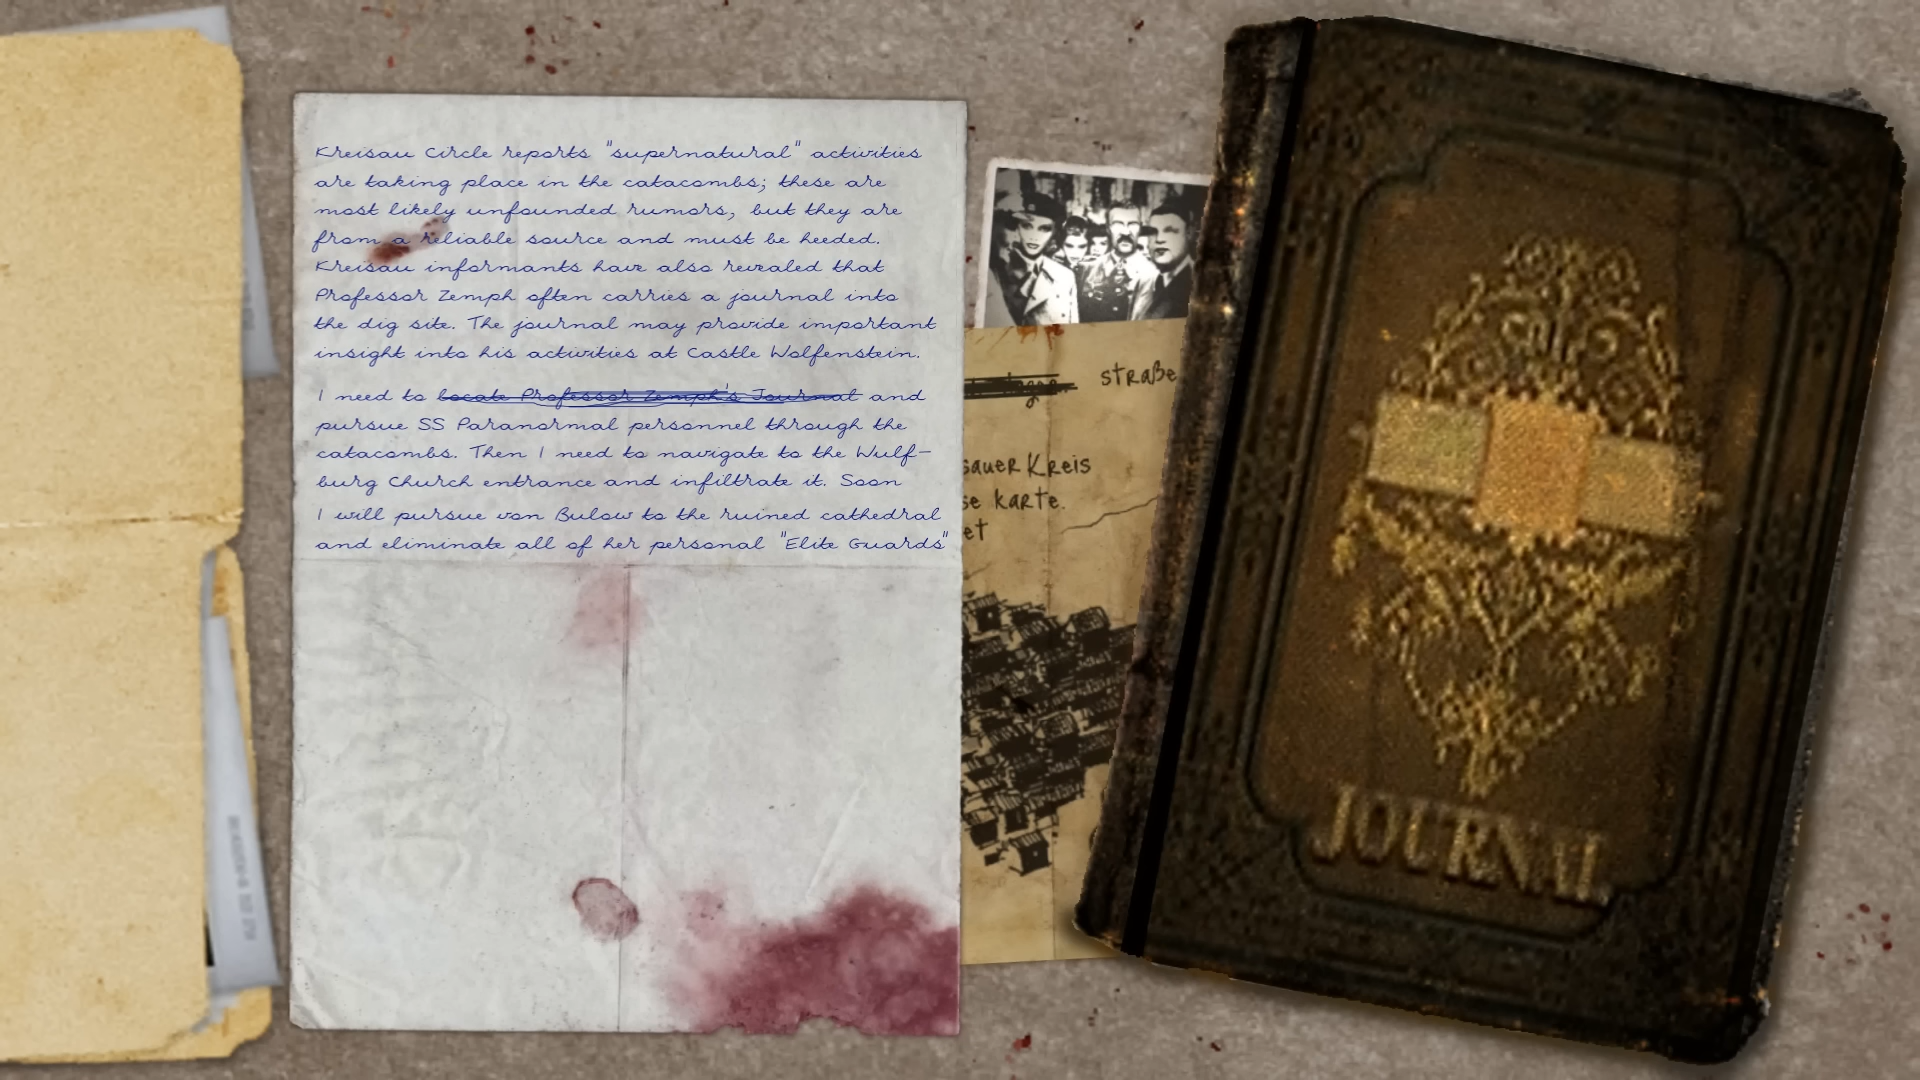 Kreisau Circle reports "supernatural" activities
are taking place in the catacombs; these are
most likely unfounded rumors, but they are
from a reliable source and must be heeded.
Kreisau informants have also revealed that
Professor Zemph often carries a journal into
the dig site. The journal may provide important
insight into his activities at Castle Wolfenstein.
I need to locate Professor Zemph's Journal and
pursue SS Paranormal personnel through the
catacombs. Then I need to navigate to the Wulf-
burg Church entrance and infiltrate it. Soon
I will pursue von Bulow to the ruined cathedral
and eliminate all of her personal "Elite Guards"
straße
sauer Kreis
se karte.
et
JOURNAL